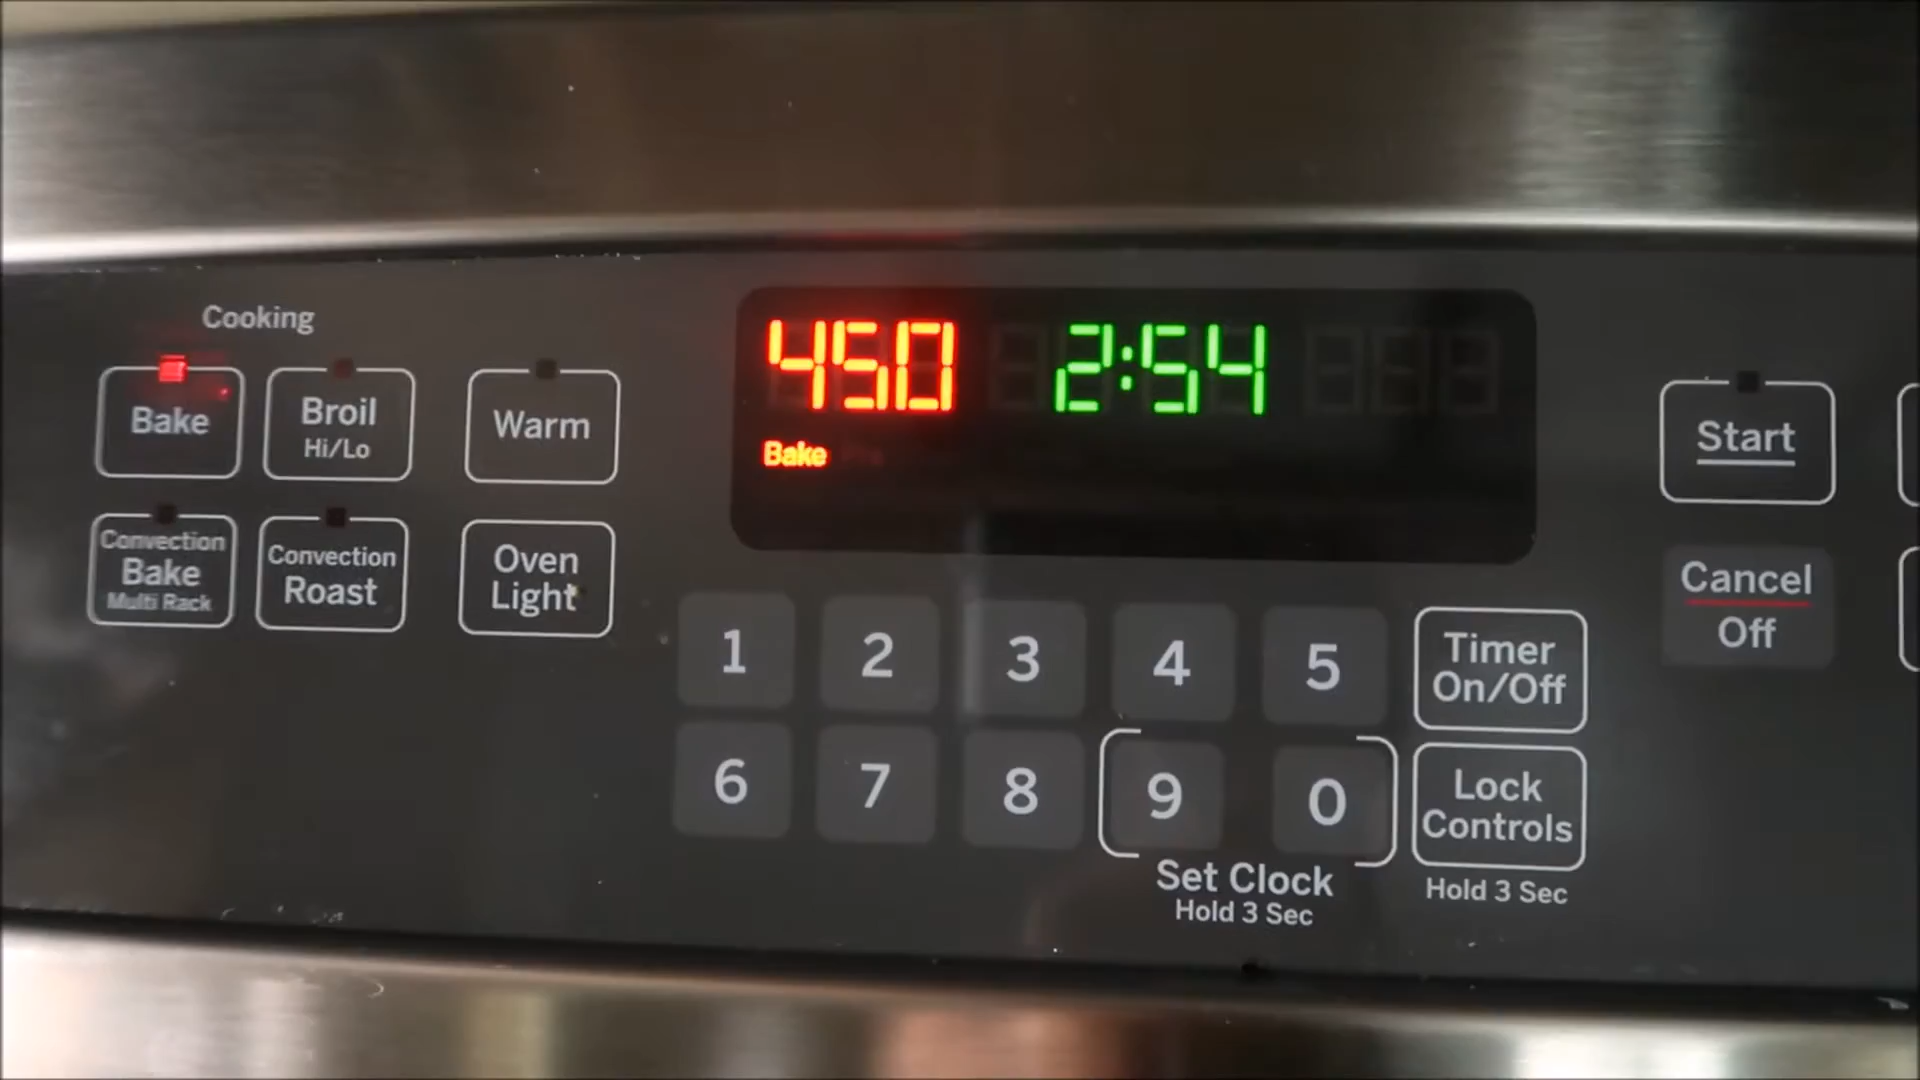 Cooking
Bake
Broil
Hi/Lo
Warm
Convection
Bake
Multi Rack
Convection
Roast
Oven
Light
450 2:54
Bake
1 2 3 4 5
6 7 8 9 0
Set Clock
Hold 3 Sec
Timer
On/Off
Lock
Controls
Hold 3 Sec
Start
Cancel
Off